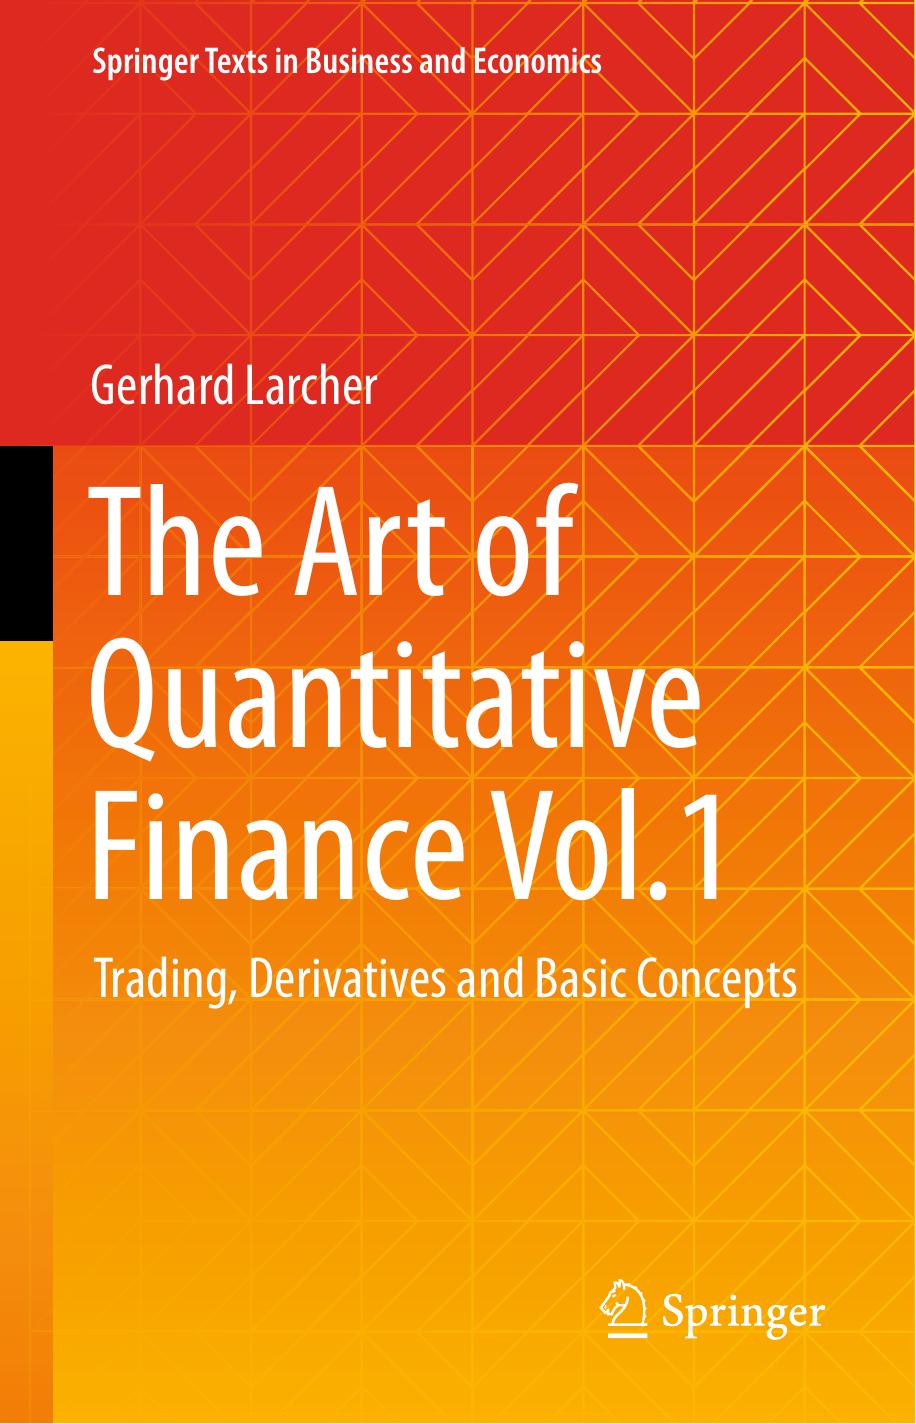 Springer Texts in Business and Economics
Gerhard Larcher
The Art of
Quantitative
Finance Vol.1
Trading, Derivatives and Basic Concepts
Springer